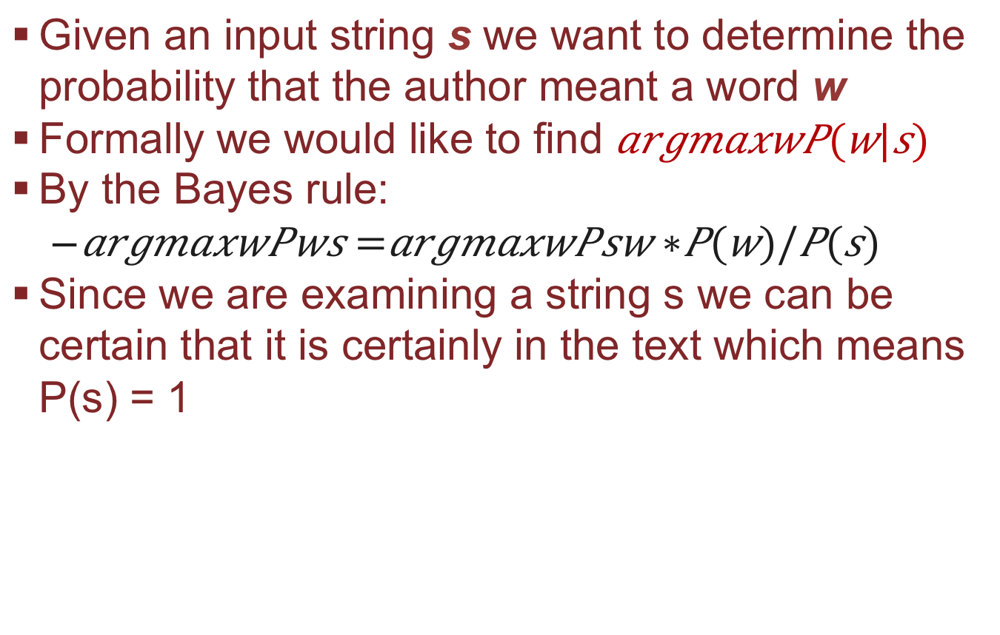 ▪ Given an input string s we want to determine the
probability that the author meant a word w
▪ Formally we would like to find argmaxwP(w|s)
▪ By the Bayes rule:
– argmaxwPws = argmaxwPsw ∗ P(w)/P(s)
▪ Since we are examining a string s we can be
certain that it is certainly in the text which means
P(s) = 1